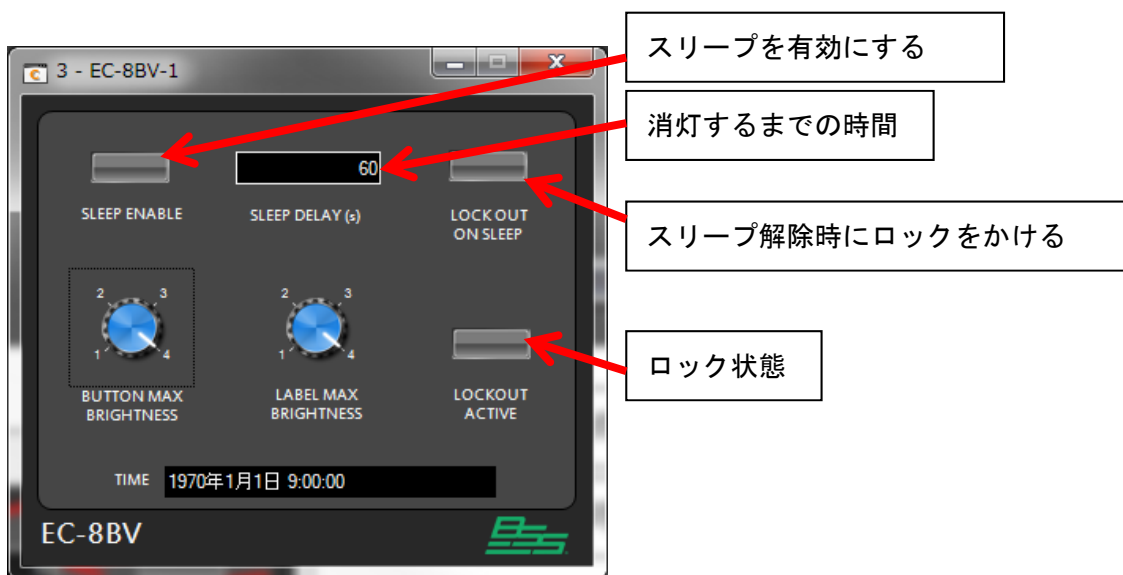 3 - EC-8BV-1
スリープを有効にする
消灯するまでの時間
60
SLEEP ENABLE
SLEEP DELAY (s)
LOCK OUT
ON SLEEP
スリープ解除時にロックをかける
2
3
1
4
2
3
1
4
ロック状態
BUTTON MAX
BRIGHTNESS
LABEL MAX
BRIGHTNESS
LOCKOUT
ACTIVE
TIME 1970年1月1日 9:00:00
EC-8BV
BSS